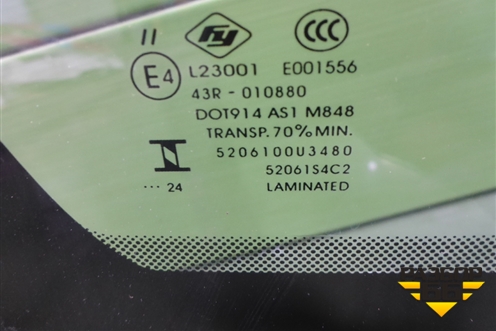 II FY CCC
E4 L23001 E001556
43R - 010880
DOT914 AS1 M848
TRANSP. 70% MIN.
5206100U3480
52061S4C2
... 24 LAMINATED